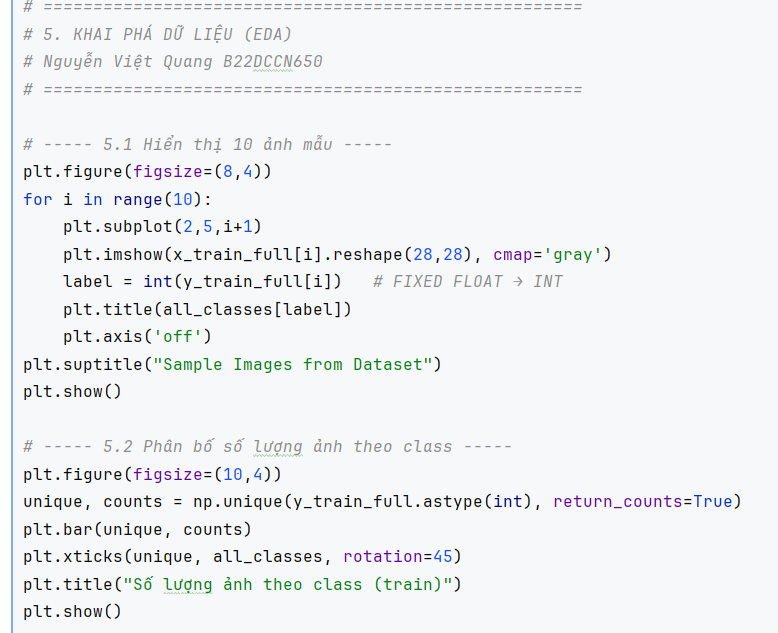 # ======================================================
# 5. KHAI PHÁ DỮ LIỆU (EDA)
# Nguyễn Việt Quang B22DCCN650
# ======================================================
# ----- 5.1 Hiển thị 10 ảnh mẫu -----
plt.figure(figsize=(8,4))
for i in range(10):
    plt.subplot(2,5,i+1)
    plt.imshow(x_train_full[i].reshape(28,28), cmap='gray')
    label = int(y_train_full[i])   # FIXED FLOAT → INT
    plt.title(all_classes[label])
    plt.axis('off')
plt.suptitle("Sample Images from Dataset")
plt.show()
# ----- 5.2 Phân bố số lượng ảnh theo class -----
plt.figure(figsize=(10,4))
unique, counts = np.unique(y_train_full.astype(int), return_counts=True)
plt.bar(unique, counts)
plt.xticks(unique, all_classes, rotation=45)
plt.title("Số lượng ảnh theo class (train)")
plt.show()